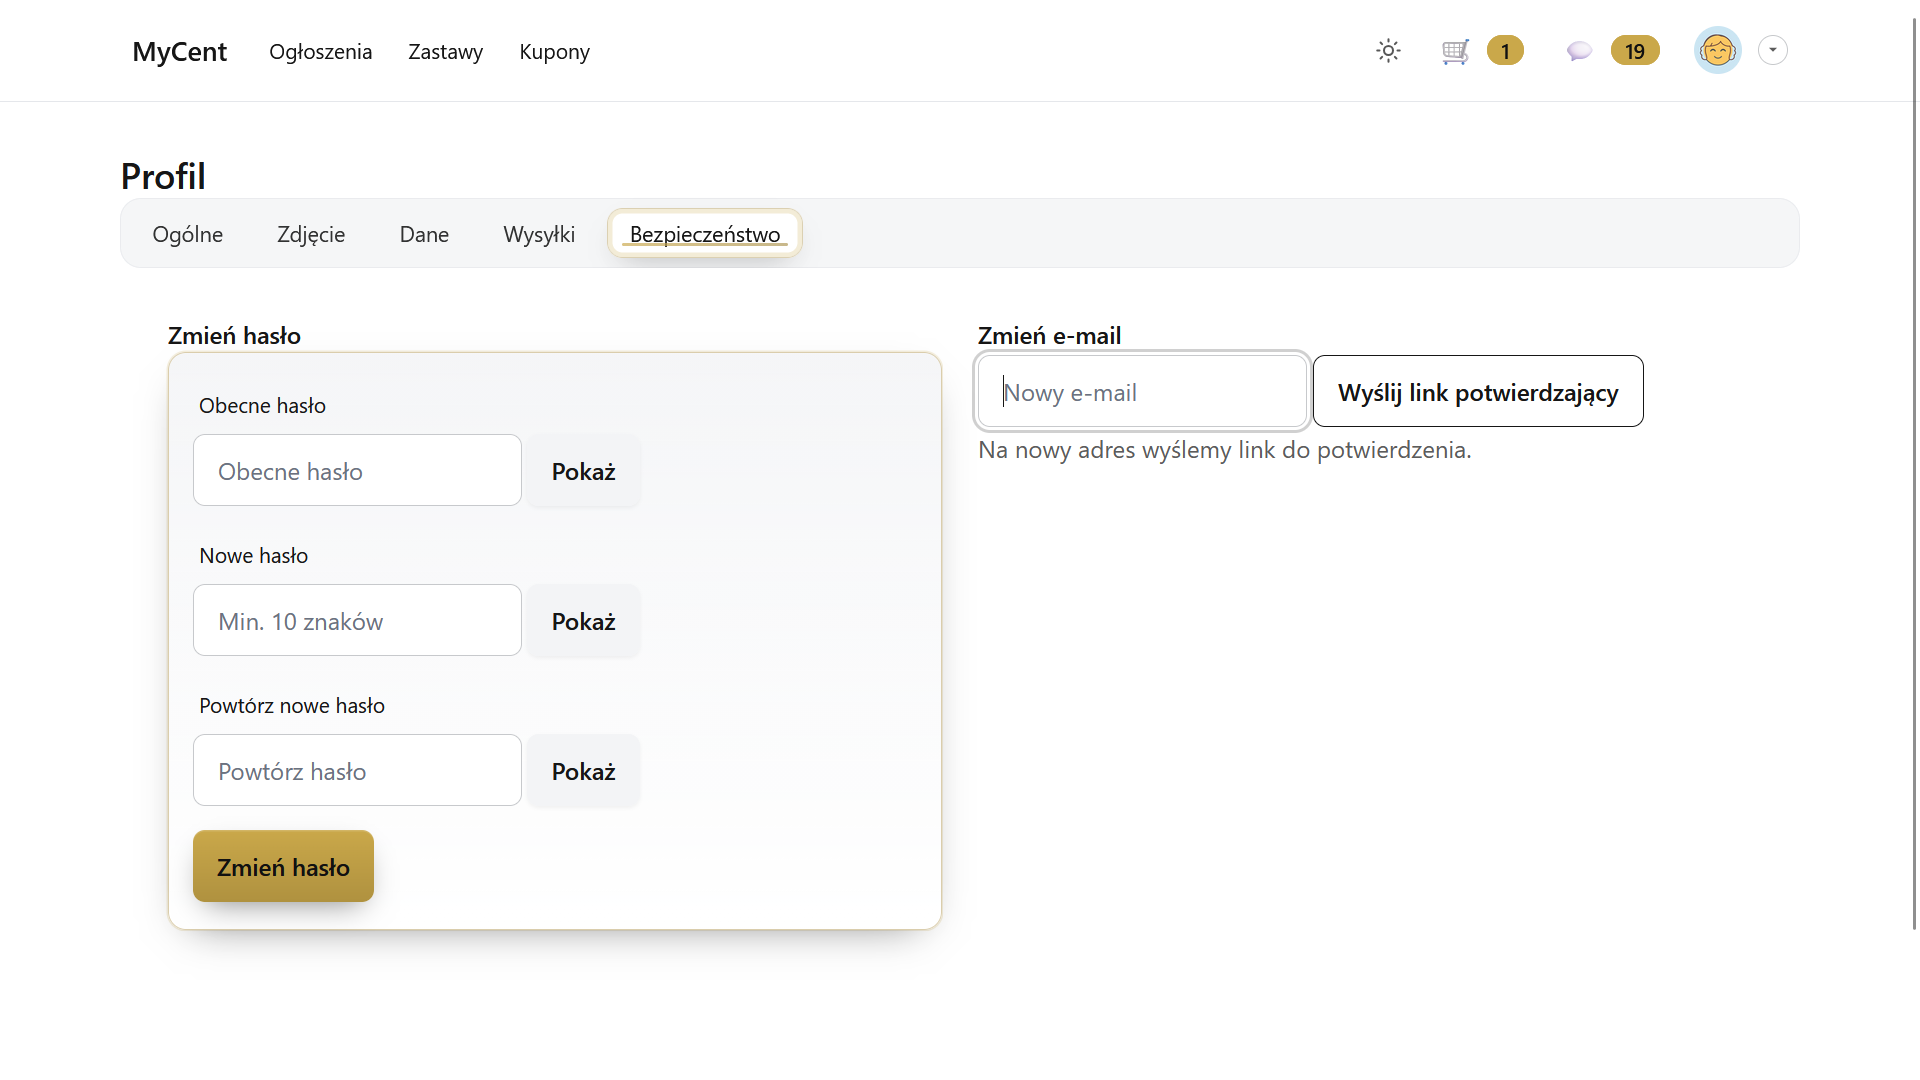 MyCent Ogłoszenia Zastawy Kupony 1 19
Profil
Ogólne Zdjęcie Dane Wysyłki Bezpieczeństwo
Zmień hasło
Obecne hasło
Obecne hasło Pokaż
Nowe hasło
Min. 10 znaków Pokaż
Powtórz nowe hasło
Powtórz hasło Pokaż
Zmień hasło
Zmień e-mail
Nowy e-mail Wyślij link potwierdzający
Na nowy adres wyślemy link do potwierdzenia.